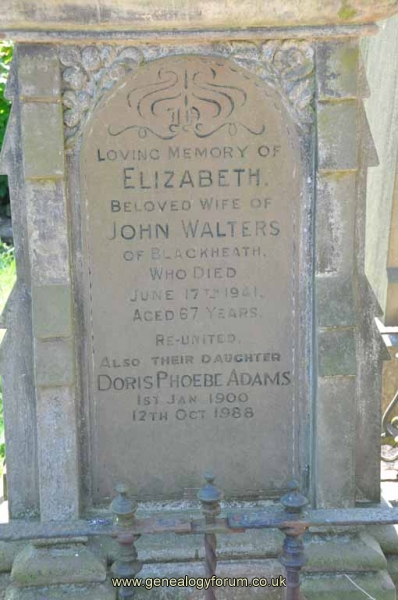 In
Loving Memory of
Elizabeth.
Beloved Wife of
John Walters
of Blackheath,
Who Died
June 17th 1941,
Aged 67 Years.
Re-united.
Also Their Daughter
Doris Phoebe Adams
1st Jan 1900
12th Oct 1988
www.genealogyforum.co.uk